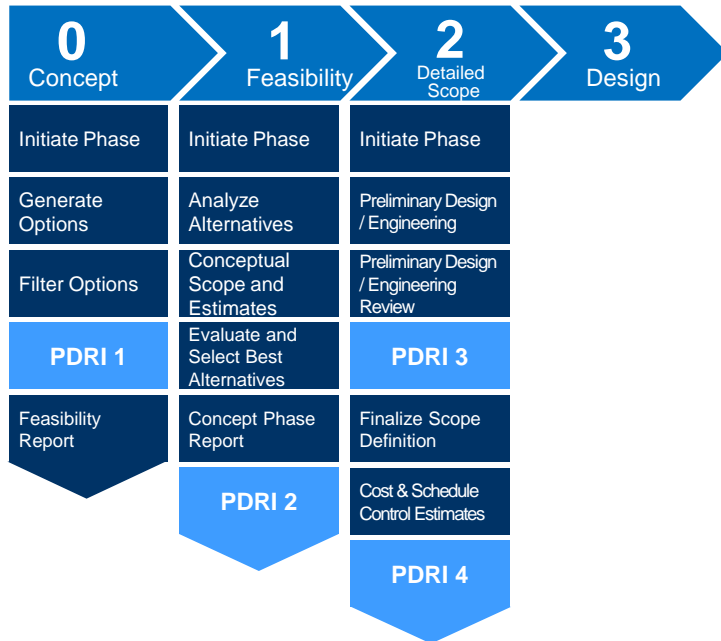 0
Concept
1
Feasibility
2
Detailed
Scope
3
Design
Initiate Phase
Generate
Options
Filter Options
PDRI 1
Feasibility
Report
Initiate Phase
Analyze
Alternatives
Conceptual
Scope and
Estimates
Evaluate and
Select Best
Alternatives
Concept Phase
Report
PDRI 2
Initiate Phase
Preliminary Design
/ Engineering
Preliminary Design
/ Engineering
Review
PDRI 3
Finalize Scope
Definition
Cost & Schedule
Control Estimates
PDRI 4